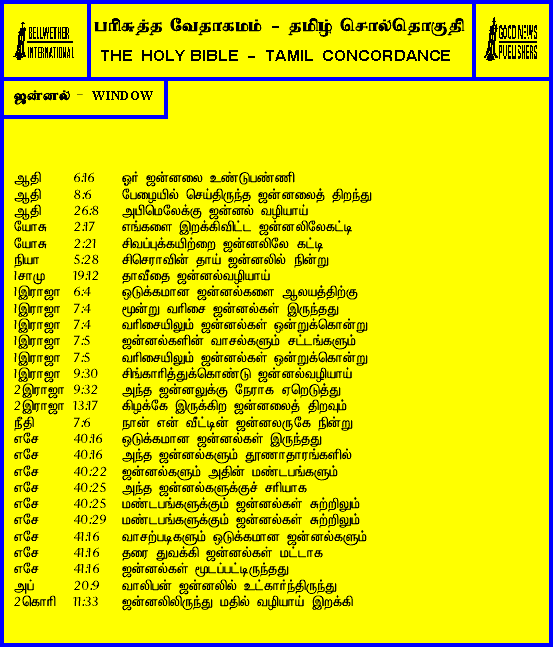 BELLWETHER
INTERNATIONAL
பரிசுத்த வேதாகமம் - தமிழ் சொல்தொகுதி
THE HOLY BIBLE - TAMIL CONCORDANCE
GOOD NEWS
PUBLISHERS
ஜன்னல் - WINDOW
ஆதி 6:16 ஓர் ஜன்னலை உண்டுபண்ணி
ஆதி 8:6 பேழையில் செய்திருந்த ஜன்னலைத் திறந்து
ஆதி 26:8 அபிமெலேக்கு ஜன்னல் வழியாய்
யோசு 2:17 எங்களை இறக்கிவிட்ட ஜன்னலிலேகட்டி
யோசு 2:21 சிவப்புக்கயிற்றை ஜன்னலிலே கட்டி
நியா 5:28 சிசெராவின் தாய் ஜன்னலில் நின்று
1சாமு 19:12 தாவீதை ஜன்னல்வழியாய்
1இராஜா 6:4 ஒடுக்கமான ஜன்னல்களை ஆலயத்திற்கு
1இராஜா 7:4 மூன்று வரிசை ஜன்னல்கள் இருந்தது
1இராஜா 7:4 வரிசையிலும் ஜன்னல்கள் ஒன்றுக்கொன்று
1இராஜா 7:5 ஜன்னல்களின் வாசல்களும் சட்டங்களும்
1இராஜா 7:5 வரிசையிலும் ஜன்னல்கள் ஒன்றுக்கொன்று
1இராஜா 9:30 சிங்காரித்துக்கொண்டு ஜன்னல்வழியாய்
2இராஜா 9:32 அந்த ஜன்னலுக்கு நேராக ஏறெடுத்து
2இராஜா 13:17 கிழக்கே இருக்கிற ஜன்னலைத் திறவும்
நீதி 7:6 நான் என் வீட்டின் ஜன்னலருகே நின்று
எசே 40:16 ஒடுக்கமான ஜன்னல்கள் இருந்தது
எசே 40:16 அந்த ஜன்னல்களும் தூணாதாரங்களில்
எசே 40:22 ஜன்னல்களும் அதின் மண்டபங்களும்
எசே 40:25 அந்த ஜன்னல்களுக்குச் சரியாக
எசே 40:25 மண்டபங்களுக்கும் ஜன்னல்கள் சுற்றிலும்
எசே 40:29 மண்டபங்களுக்கும் ஜன்னல்கள் சுற்றிலும்
எசே 41:16 வாசற்படிகளும் ஒடுக்கமான ஜன்னல்களும்
எசே 41:16 தரை துவக்கி ஜன்னல்கள் மட்டாக
எசே 41:16 ஜன்னல்கள் மூடப்பட்டிருந்தது
அப் 20:9 வாலிபன் ஜன்னலில் உட்கார்ந்திருந்து
2கொரி 11:33 ஜன்னலிலிருந்து மதில் வழியாய் இறக்கி